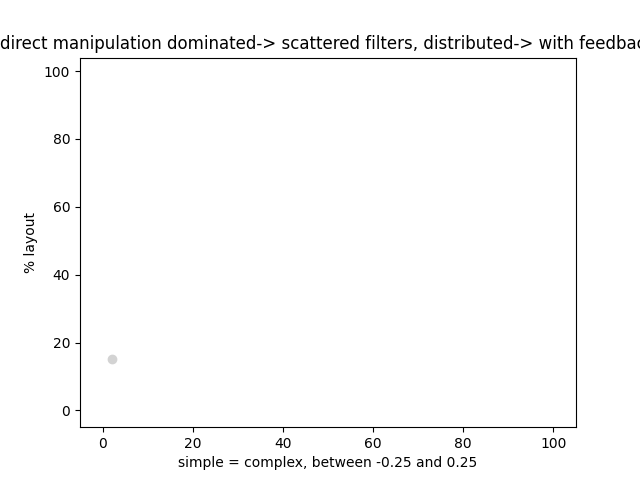 direct manipulation dominated-> scattered filters, distributed-> with feedbac
100
80
60
40
20
0
% layout
0 20 40 60 80 100
simple = complex, between -0.25 and 0.25